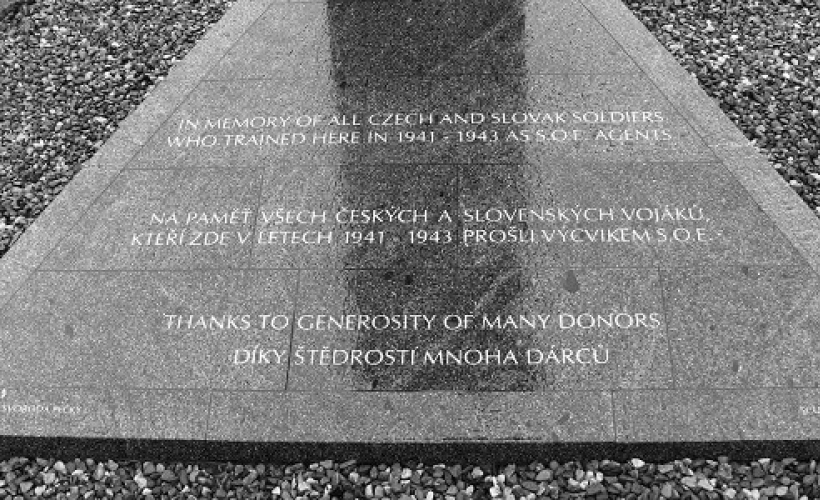 IN MEMORY OF ALL CZECH AND SLOVAK SOLDIERS
WHO TRAINED HERE IN 1941 - 1943 AS S.O.E. AGENTS
NA PAMĚŤ VŠECH ČESKÝCH A SLOVENSKÝCH VOJÁKŮ,
KTEŘÍ ZDE V LETECH 1941 - 1943 PROŠLI VÝCVIKEM S.O.E.
THANKS TO GENEROSITY OF MANY DONORS
DÍKY ŠTĚDROSTÍ MNOHA DÁRCŮ